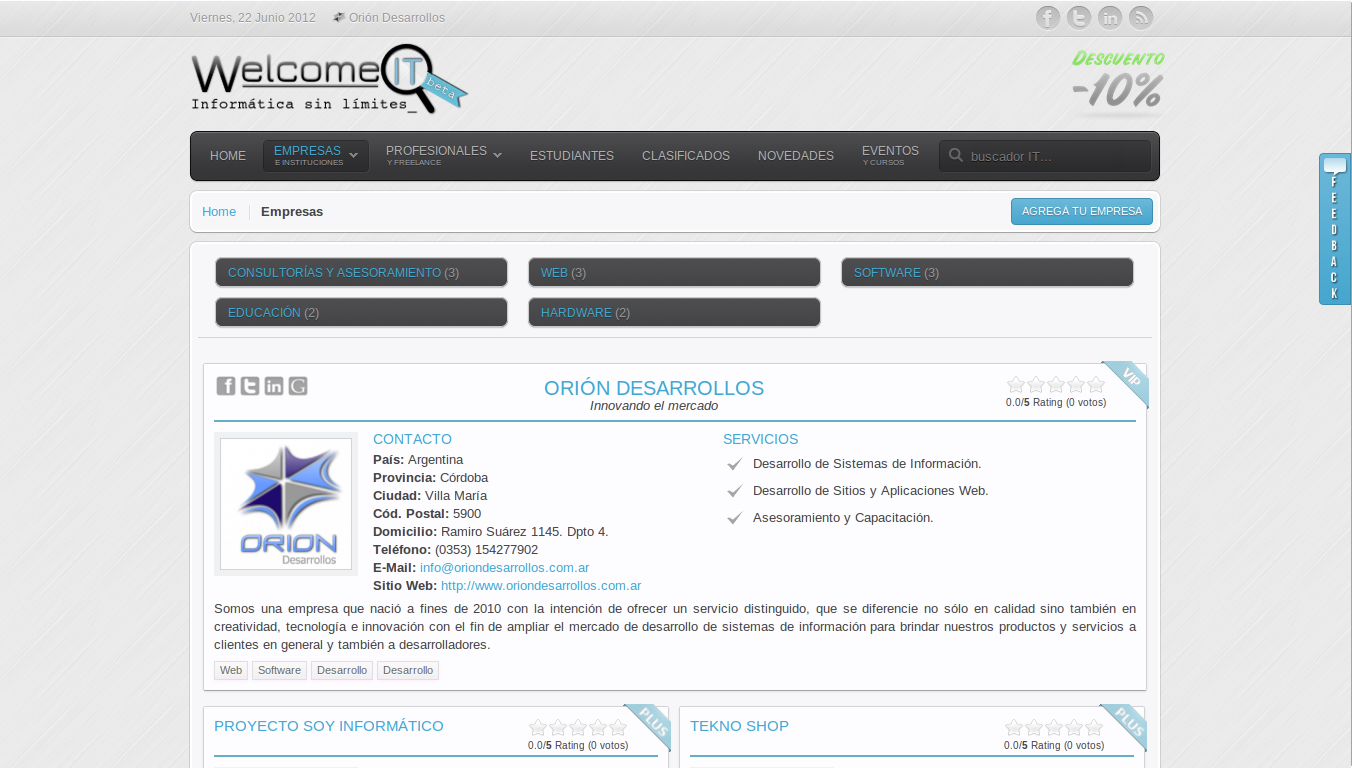 Viernes, 22 Junio 2012 Orión Desarrollos
WelcomeIT beta
Informática sin límites_
Descuento
-10%
HOME EMPRESAS PROFESIONALES ESTUDIANTES CLASIFICADOS NOVEDADES EVENTOS buscador IT...
E INSTITUCIONES Y FREELANCE Y CURSOS
FEEDBACK
Home Empresas AGREGÁ TU EMPRESA
CONSULTORÍAS Y ASESORAMIENTO (3) WEB (3) SOFTWARE (3)
EDUCACIÓN (2) HARDWARE (2)
ORIÓN DESARROLLOS
VIP
Innovando el mercado
0.0/5 Rating (0 votos)
ORION
Desarrollos
CONTACTO
País: Argentina
Provincia: Córdoba
Ciudad: Villa María
Cód. Postal: 5900
Domicilio: Ramiro Suárez 1145. Dpto 4.
Teléfono: (0353) 154277902
E-Mail: info@oriondesarrollos.com.ar
Sitio Web: http://www.oriondesarrollos.com.ar
SERVICIOS
Desarrollo de Sistemas de Información.
Desarrollo de Sitios y Aplicaciones Web.
Asesoramiento y Capacitación.
Somos una empresa que nació a fines de 2010 con la intención de ofrecer un servicio distinguido, que se diferencie no sólo en calidad sino también en
creatividad, tecnología e innovación con el fin de ampliar el mercado de desarrollo de sistemas de información para brindar nuestros productos y servicios a
clientes en general y también a desarrolladores.
Web Software Desarrollo Desarrollo
PROYECTO SOY INFORMÁTICO
PLUS
0.0/5 Rating (0 votos)
TEKNO SHOP
PLUS
0.0/5 Rating (0 votos)